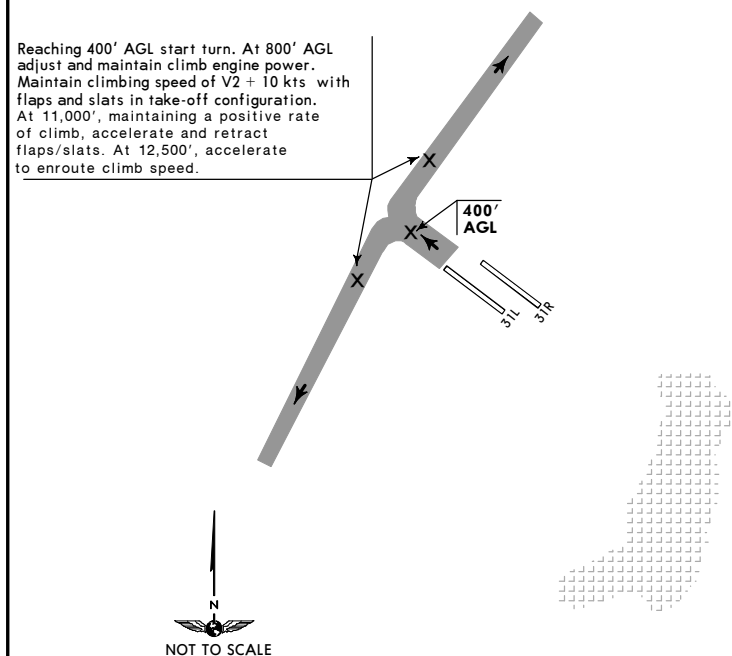 Reaching 400' AGL start turn. At 800' AGL
adjust and maintain climb engine power.
Maintain climbing speed of V2 + 10 kts with
flaps and slats in take-off configuration.
At 11,000', maintaining a positive rate
of climb, accelerate and retract
flaps/slats. At 12,500', accelerate
to enroute climb speed.
X
400'
AGL
X
X
31L
31R
N
NOT TO SCALE